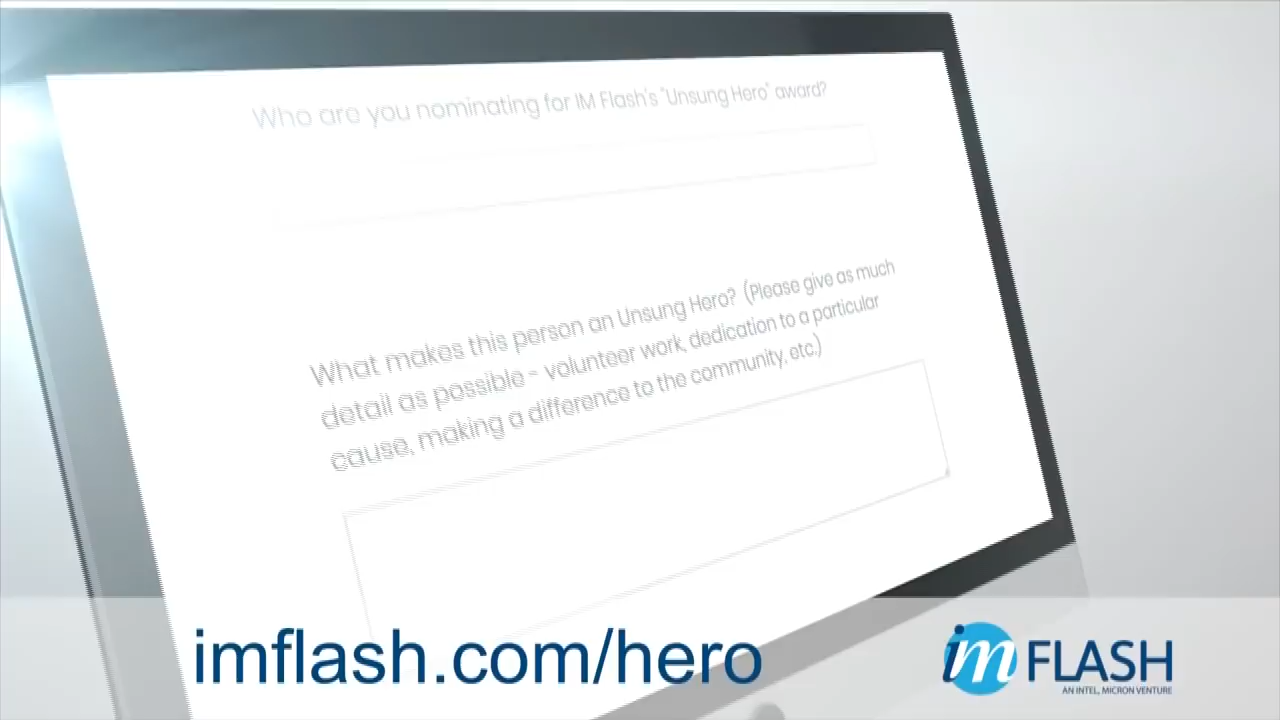 Who are you nominating for IM Flash's "Unsung Hero" award?
What makes this person an Unsung Hero? (Please give as much
detail as possible - volunteer work, dedication to a particular
cause, making a difference to the community, etc.)
imflash.com/hero
im FLASH
AN INTEL, MICRON VENTURE